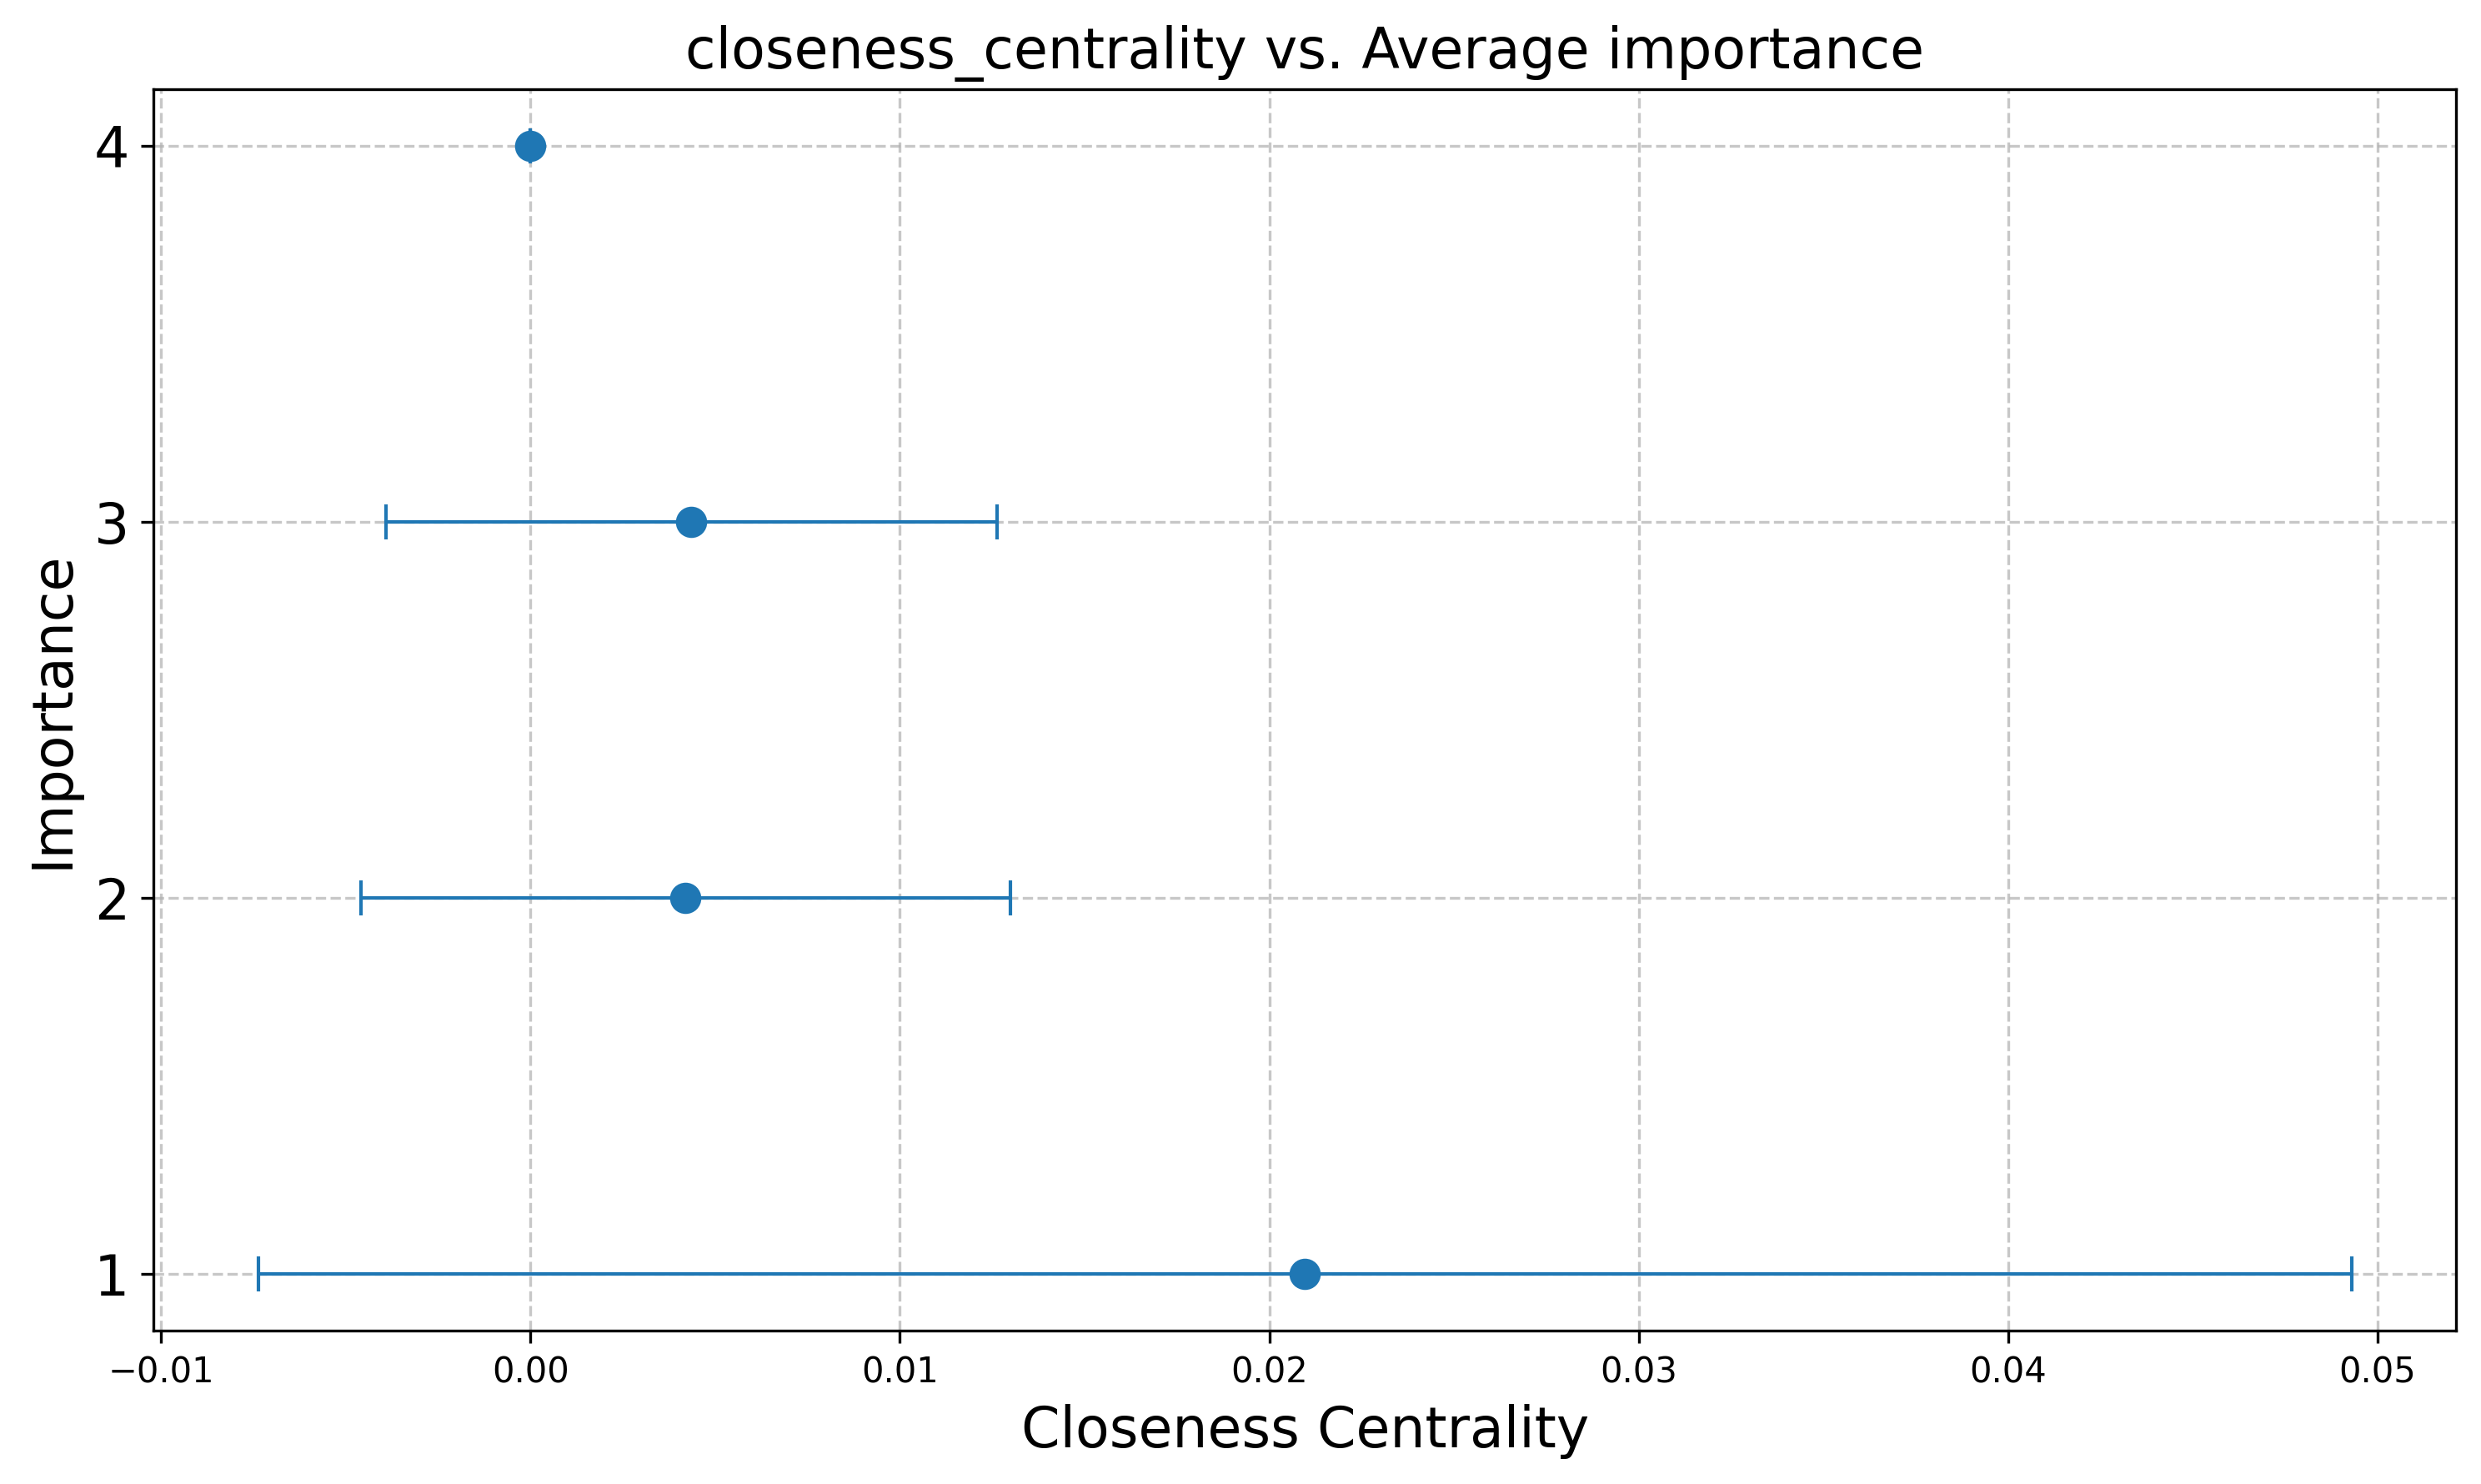 closeness_centrality vs. Average importance
Importance
4
3
2
1
−0.01 0.00 0.01 0.02 0.03 0.04 0.05
Closeness Centrality